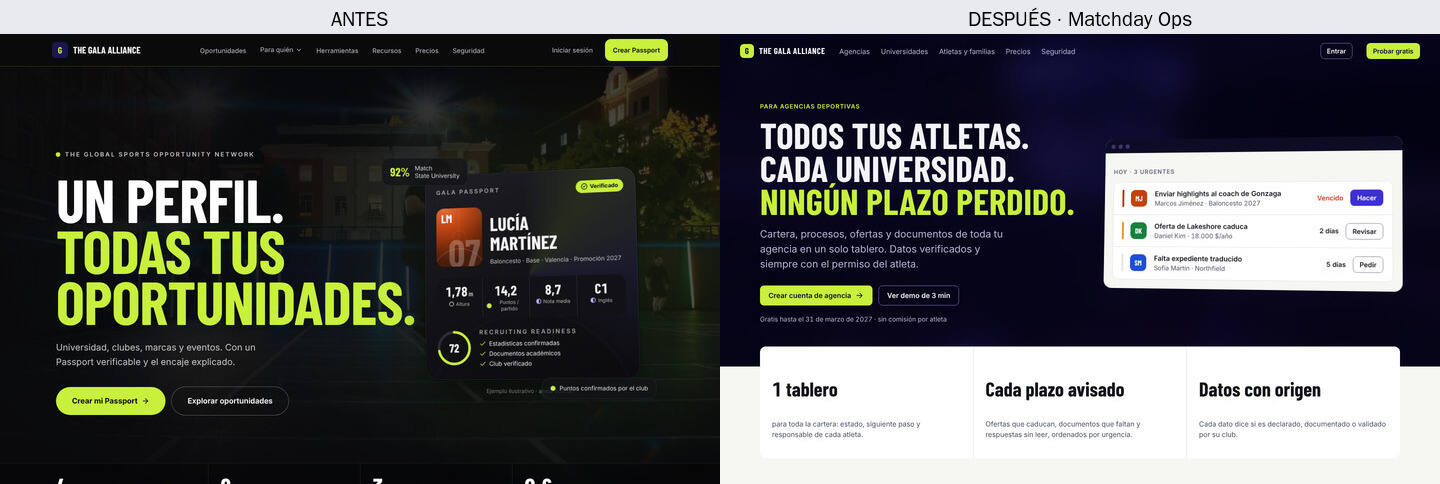 ANTES
G THE GALA ALLIANCE Oportunidades Para quién Herramientas Recursos Precios Seguridad Iniciar sesión Crear Passport
THE GLOBAL SPORTS OPPORTUNITY NETWORK
UN PERFIL.
TODAS TUS
OPORTUNIDADES.
Universidad, clubes, marcas y eventos. Con un
Passport verificable y el encaje explicado.
Crear mi Passport → Explorar oportunidades
92% Match
State University
GALA PASSPORT
Verificado
LM
07
LUCÍA
MARTÍNEZ
Baloncesto · Base · Valencia · Promoción 2027
1,78 m
Altura
14,2
Puntos /
partido
8,7
Nota media
C1
Inglés
72
RECRUITING READINESS
Estadísticas confirmadas
Documentos académicos
Club verificado
Ejemplo ilustrativo
Puntos confirmados por el club
DESPUÉS · Matchday Ops
G THE GALA ALLIANCE Agencias Universidades Atletas y familias Precios Seguridad Entrar Probar gratis
PARA AGENCIAS DEPORTIVAS
TODOS TUS ATLETAS.
CADA UNIVERSIDAD.
NINGÚN PLAZO PERDIDO.
Cartera, procesos, ofertas y documentos de toda tu
agencia en un solo tablero. Datos verificados y
siempre con el permiso del atleta.
Crear cuenta de agencia → Ver demo de 3 min
Gratis hasta el 31 de marzo de 2027 · sin comisión por atleta
HOY · 3 URGENTES
MJ
Enviar highlights al coach de Gonzaga
Marcos Jiménez · Baloncesto 2027
Vencido Hacer
DK
Oferta de Lakeshore caduca
Daniel Kim · 18.000 $/año
2 días Revisar
SM
Falta expediente traducido
Sofia Martin · Northfield
5 días Pedir
1 tablero
para toda la cartera: estado, siguiente paso y
responsable de cada atleta.
Cada plazo avisado
Ofertas que caducan, documentos que faltan y
respuestas sin leer, ordenados por urgencia.
Datos con origen
Cada dato dice si es declarado, documentado o validado
por su club.